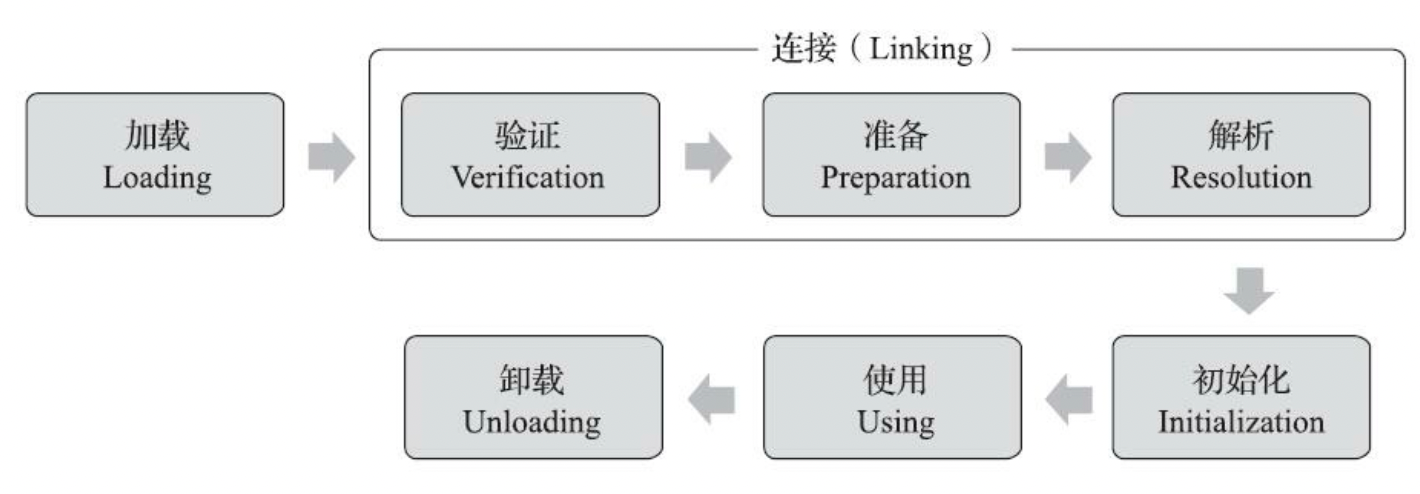 连接（Linking）
加载
Loading
验证
Verification
准备
Preparation
解析
Resolution
初始化
Initialization
使用
Using
卸载
Unloading